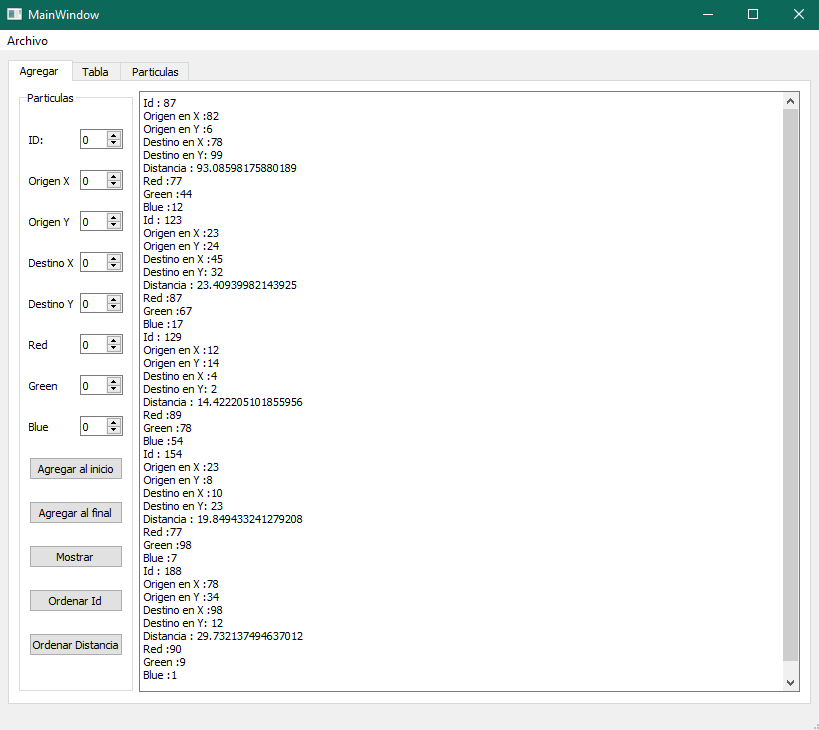 MainWindow
Archivo
Agregar
Tabla
Particulas
Particulas
ID:
0
Origen X
0
Origen Y
0
Destino X
0
Destino Y
0
Red
0
Green
0
Blue
0
Agregar al inicio
Agregar al final
Mostrar
Ordenar Id
Ordenar Distancia
Id : 87
Origen en X :82
Origen en Y :6
Destino en X :78
Destino en Y: 99
Distancia : 93.08598175880189
Red :77
Green :44
Blue :12
Id : 123
Origen en X :23
Origen en Y :24
Destino en X :45
Destino en Y: 32
Distancia : 23.40939982143925
Red :87
Green :67
Blue :17
Id : 129
Origen en X :12
Origen en Y :14
Destino en X :4
Destino en Y: 2
Distancia : 14.422205101855956
Red :89
Green :78
Blue :54
Id : 154
Origen en X :23
Origen en Y :8
Destino en X :10
Destino en Y: 23
Distancia : 19.849433241279208
Red :77
Green :98
Blue :7
Id : 188
Origen en X :78
Origen en Y :34
Destino en X :98
Destino en Y: 12
Distancia : 29.732137494637012
Red :90
Green :9
Blue :1